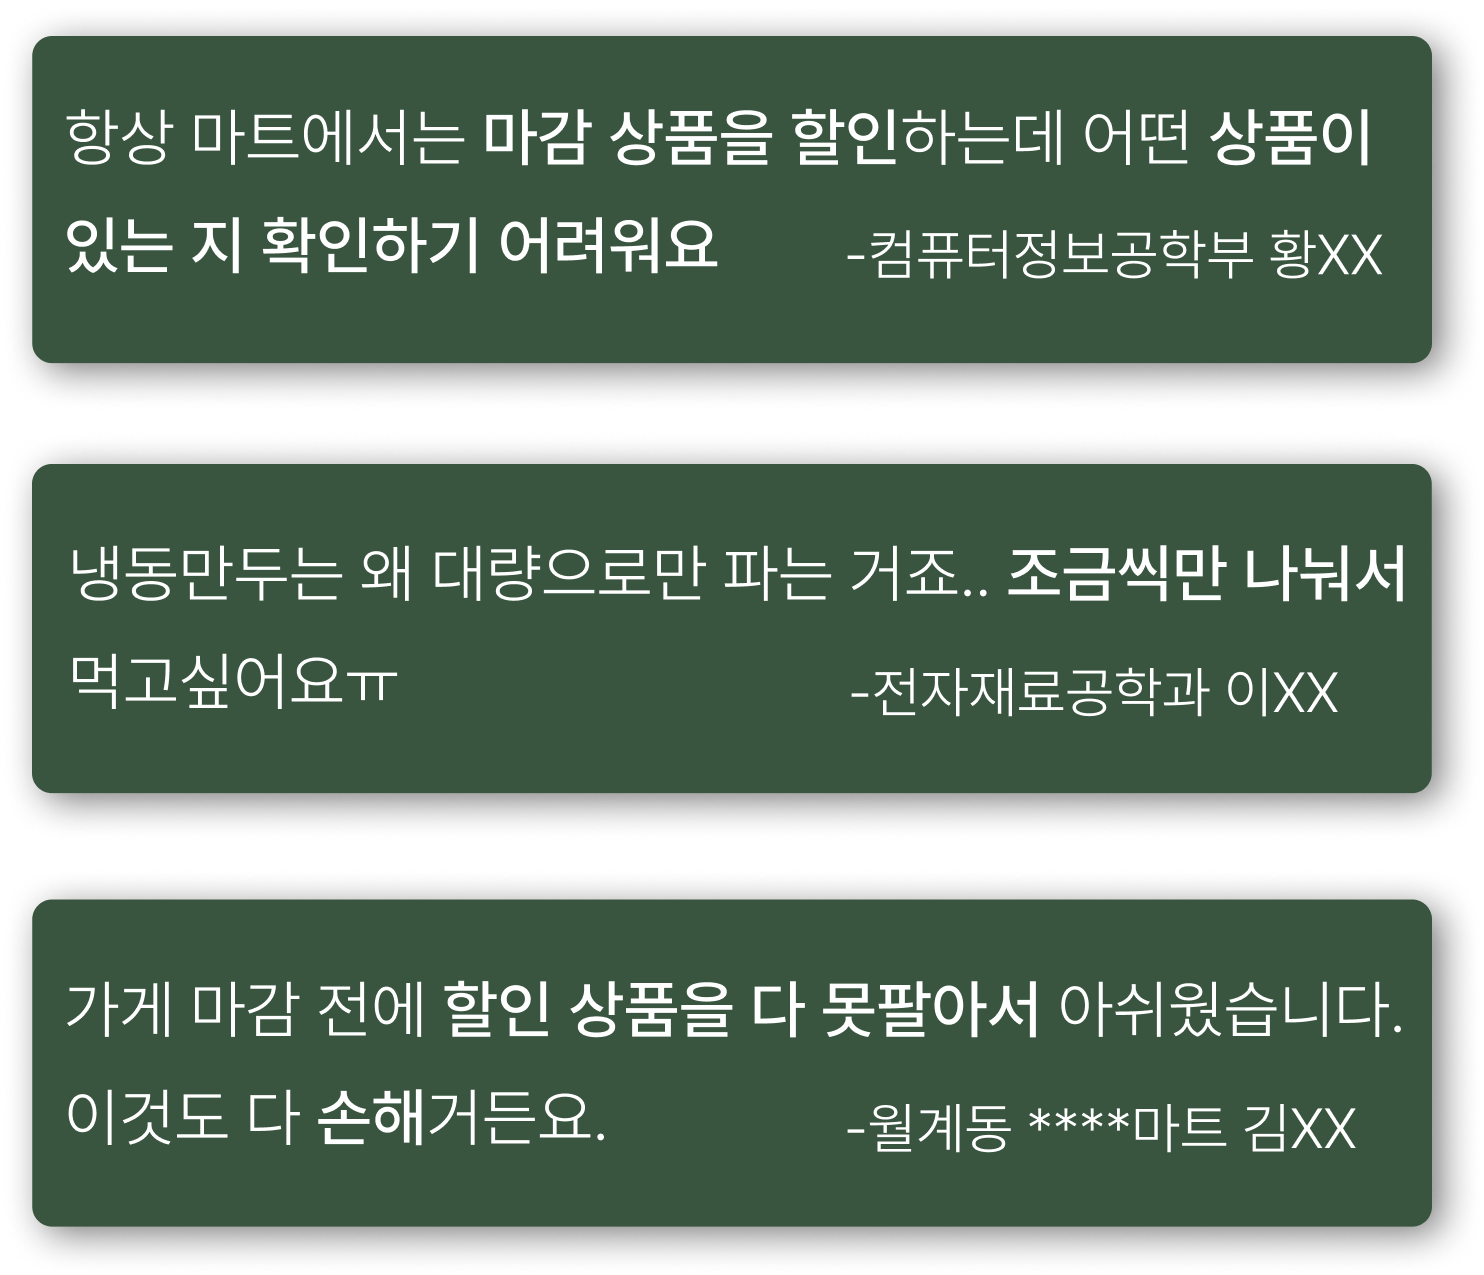 항상 마트에서는 마감 상품을 할인하는데 어떤 상품이
있는 지 확인하기 어려워요
-컴퓨터정보공학부 황XX
냉동만두는 왜 대량으로만 파는 거죠.. 조금씩만 나눠서
먹고싶어요ㅠ
-전자재료공학과 이XX
가게 마감 전에 할인 상품을 다 못팔아서 아쉬웠습니다.
이것도 다 손해거든요.
-월계동 ****마트 김XX